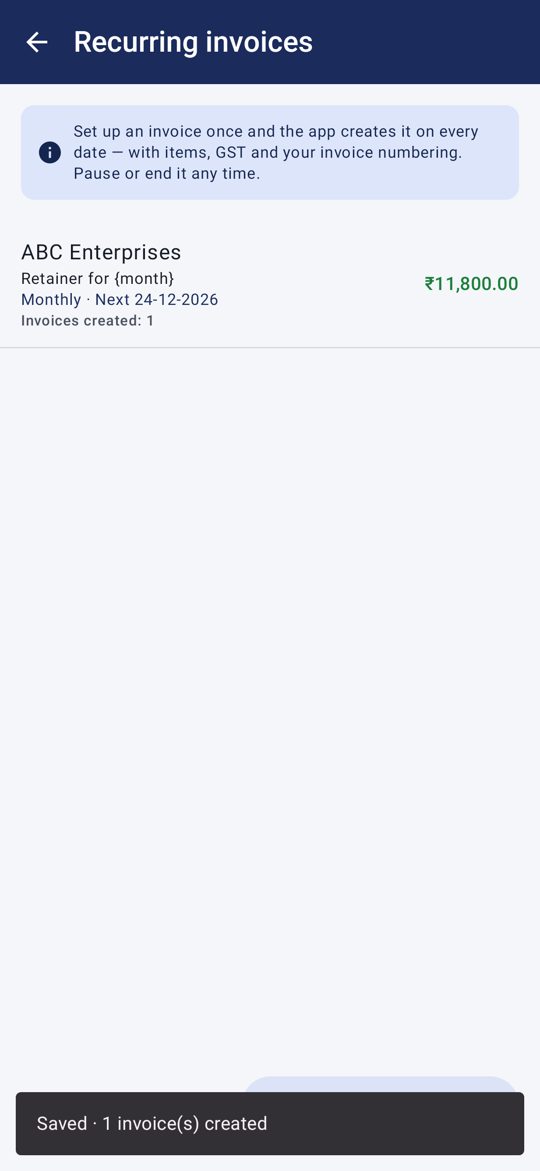 Recurring invoices
Set up an invoice once and the app creates it on every
date — with items, GST and your invoice numbering.
Pause or end it any time.
ABC Enterprises
Retainer for {month}
₹11,800.00
Monthly · Next 24-12-2026
Invoices created: 1
Saved · 1 invoice(s) created